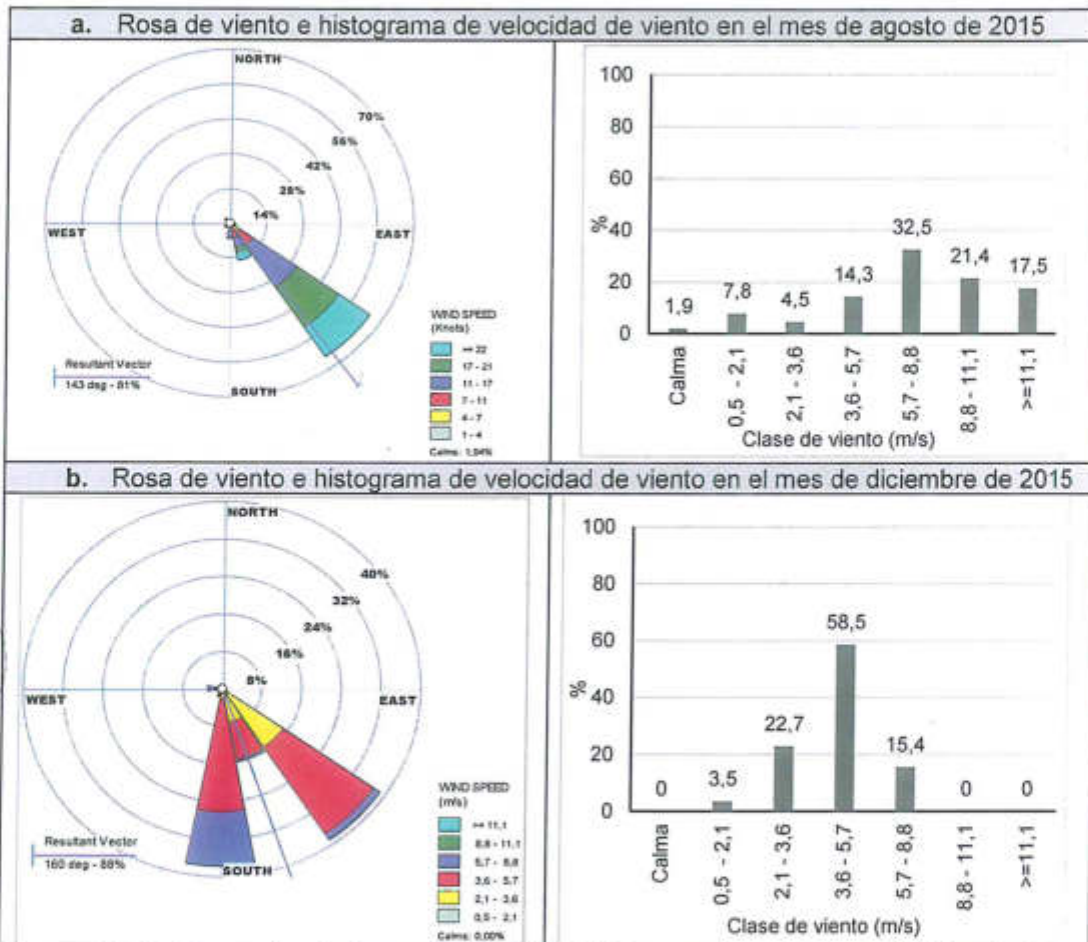 a. Rosa de viento e histograma de velocidad de viento en el mes de agosto de 2015
NORTH
70%
56%
42%
28%
14%
WEST
EAST
SOUTH
Resultant Vector
143 deg - 81%
WIND SPEED
(Knots)
>= 22
17 - 21
11 - 17
7 - 11
4 - 7
1 - 4
Calms: 1,94%
100
80
60
40
20
0
%
1,9
7,8
4,5
14,3
32,5
21,4
17,5
Calma
0,5 - 2,1
2,1 - 3,6
3,6 - 5,7
5,7 - 8,8
8,8 - 11,1
>=11,1
Clase de viento (m/s)
b. Rosa de viento e histograma de velocidad de viento en el mes de diciembre de 2015
NORTH
40%
32%
24%
16%
8%
WEST
EAST
SOUTH
Resultant Vector
160 deg - 88%
WIND SPEED
(m/s)
>= 11,1
8,8 - 11,1
5,7 - 8,8
3,6 - 5,7
2,1 - 3,6
0,5 - 2,1
Calms: 0,00%
100
80
60
40
20
0
%
0
3,5
22,7
58,5
15,4
0
0
Calma
0,5 - 2,1
2,1 - 3,6
3,6 - 5,7
5,7 - 8,8
8,8 - 11,1
>=11,1
Clase de viento (m/s)